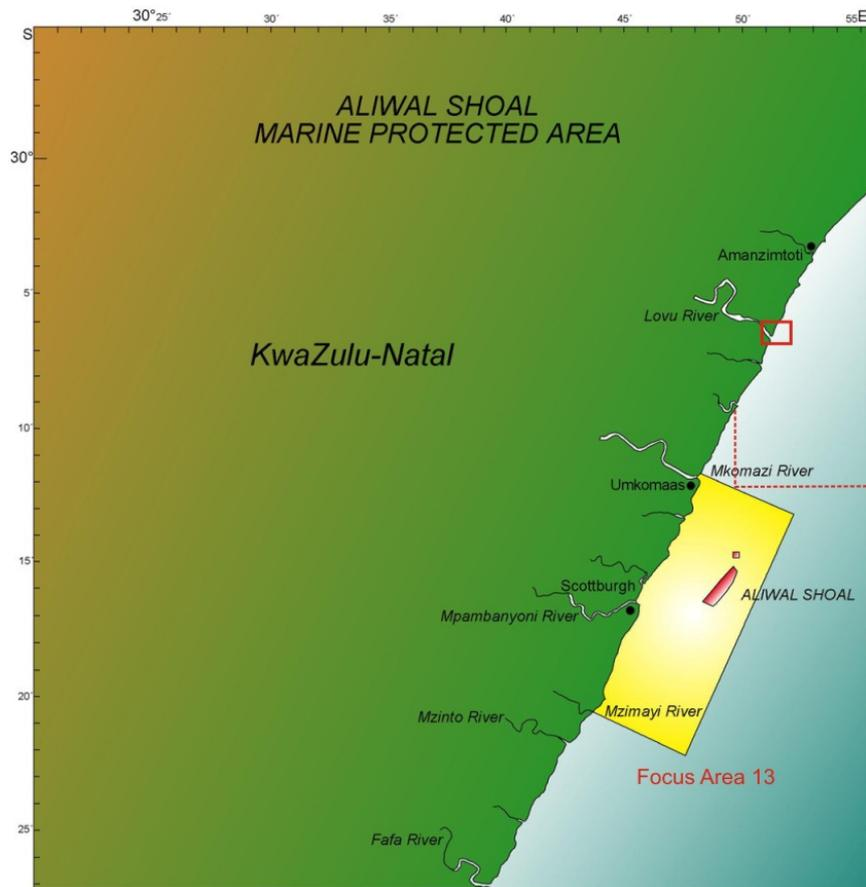 S
30°25´
40´
45´
50´
55´E
ALIWAL SHOAL
MARINE PROTECTED AREA
30°
Amanzimtoti
5´
Lovu River
KwaZulu-Natal
10´
Mkomazi River
Umkomaas
15´
Scottburgh
ALIWAL SHOAL
Mpambanyoni River
20´
Mzimayi River
Mzinto River
Focus Area 13
25´
Fafa River